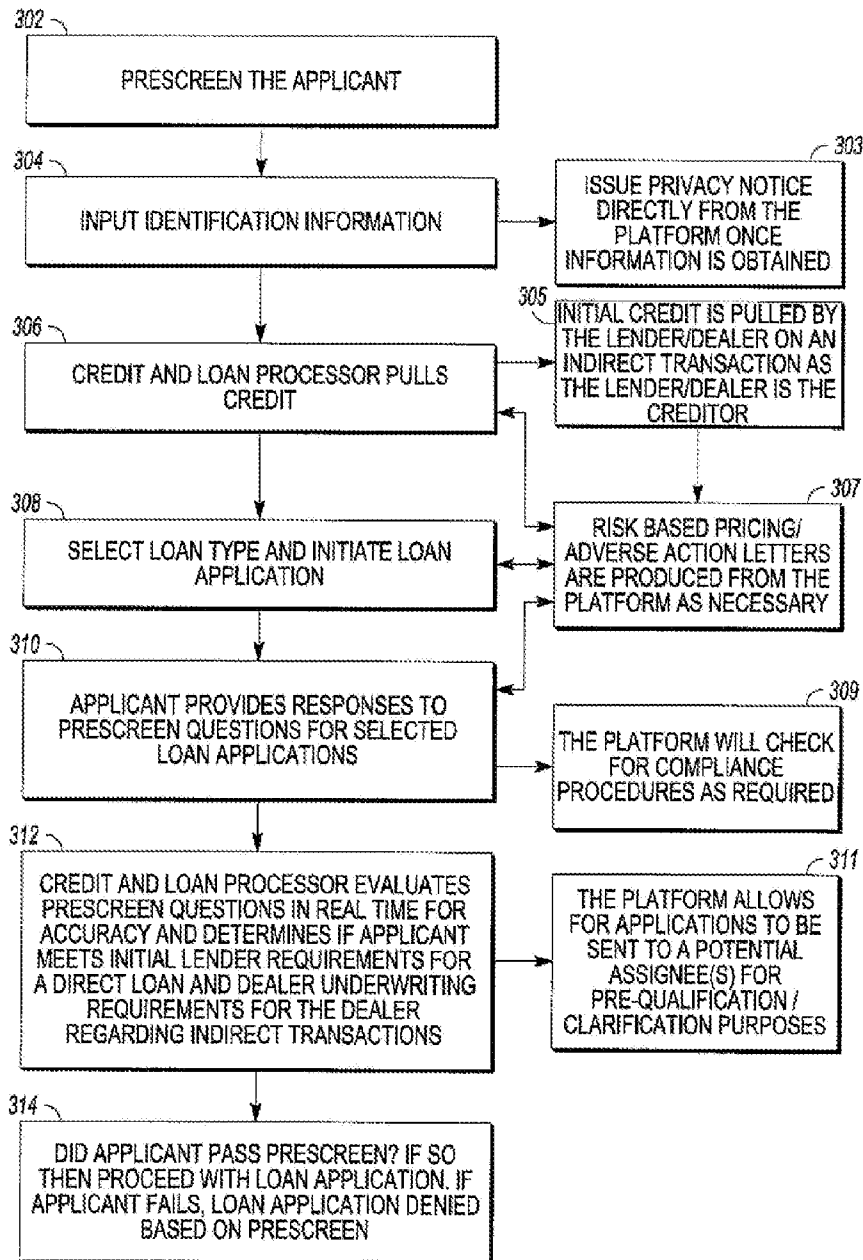 302
PRESCREEN THE APPLICANT
304
INPUT IDENTIFICATION INFORMATION
303
ISSUE PRIVACY NOTICE
DIRECTLY FROM THE
PLATFORM ONCE
INFORMATION IS OBTAINED
306
CREDIT AND LOAN PROCESSOR PULLS
CREDIT
305
INITIAL CREDIT IS PULLED BY
THE LENDER/DEALER ON AN
INDIRECT TRANSACTION AS
THE LENDER/DEALER IS THE
CREDITOR
308
SELECT LOAN TYPE AND INITIATE LOAN
APPLICATION
307
RISK BASED PRICING/
ADVERSE ACTION LETTERS
ARE PRODUCED FROM THE
PLATFORM AS NECESSARY
310
APPLICANT PROVIDES RESPONSES TO
PRESCREEN QUESTIONS FOR SELECTED
LOAN APPLICATIONS
309
THE PLATFORM WILL CHECK
FOR COMPLIANCE
PROCEDURES AS REQUIRED
312
CREDIT AND LOAN PROCESSOR EVALUATES
PRESCREEN QUESTIONS IN REAL TIME FOR
ACCURACY AND DETERMINES IF APPLICANT
MEETS INITIAL LENDER REQUIREMENTS FOR
A DIRECT LOAN AND DEALER UNDERWRITING
REQUIREMENTS FOR THE DEALER
REGARDING INDIRECT TRANSACTIONS
311
THE PLATFORM ALLOWS
FOR APPLICATIONS TO BE
SENT TO A POTENTIAL
ASSIGNEE(S) FOR
PRE-QUALIFICATION /
CLARIFICATION PURPOSES
314
DID APPLICANT PASS PRESCREEN? IF SO
THEN PROCEED WITH LOAN APPLICATION. IF
APPLICANT FAILS, LOAN APPLICATION DENIED
BASED ON PRESCREEN